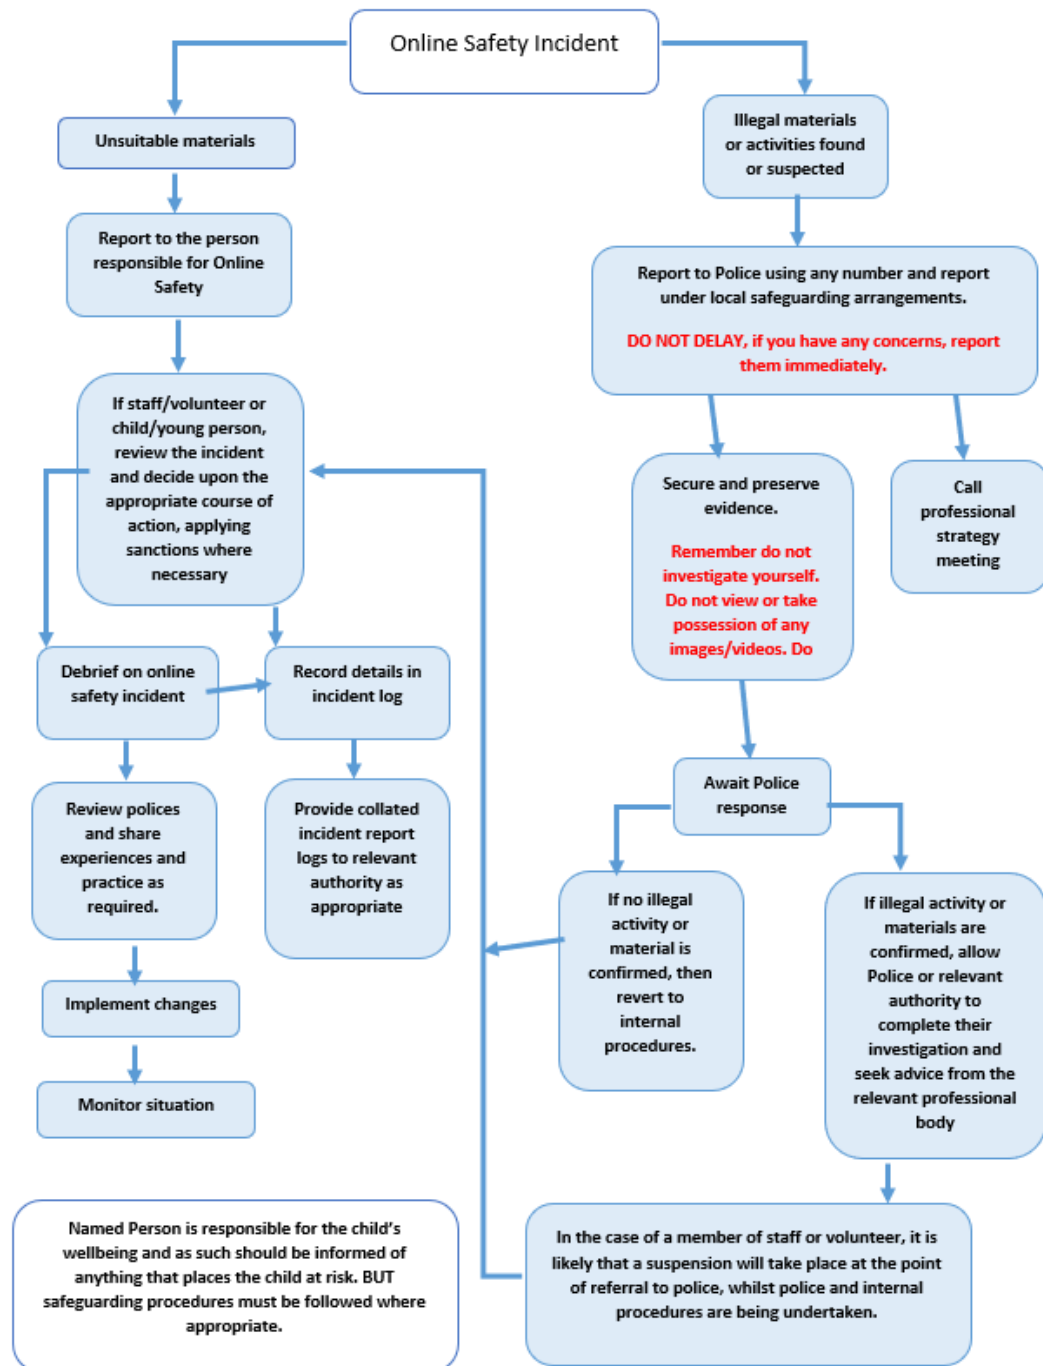 Online Safety Incident
Unsuitable materials
Illegal materials
or activities found
or suspected
Report to the person
responsible for Online
Safety
Report to Police using any number and report
under local safeguarding arrangements.
DO NOT DELAY, if you have any concerns, report
them immediately.
If staff/volunteer or
child/young person,
review the incident
and decide upon the
appropriate course of
action, applying
sanctions where
necessary
Secure and preserve
evidence.
Remember do not
investigate yourself.
Do not view or take
possession of any
images/videos. Do
Call
professional
strategy
meeting
Debrief on online
safety incident
Record details in
incident log
Review polices
and share
experiences and
practice as
required.
Provide collated
incident report
logs to relevant
authority as
appropriate
Await Police
response
If no illegal
activity or
material is
confirmed, then
revert to
internal
procedures.
If illegal activity or
materials are
confirmed, allow
Police or relevant
authority to
complete their
investigation and
seek advice from the
relevant professional
body
Implement changes
Monitor situation
Named Person is responsible for the child's
wellbeing and as such should be informed of
anything that places the child at risk. BUT
safeguarding procedures must be followed where
appropriate.
In the case of a member of staff or volunteer, it is
likely that a suspension will take place at the point
of referral to police, whilst police and internal
procedures are being undertaken.